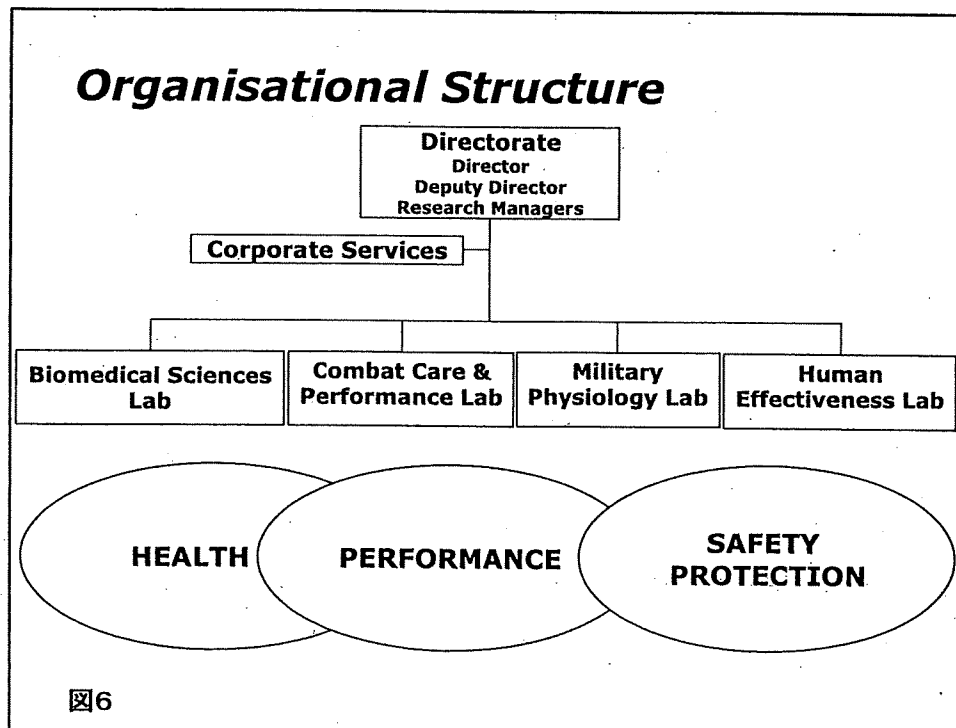 Organisational Structure
Directorate
Director
Deputy Director
Research Managers
Corporate Services
Biomedical Sciences
Lab
Combat Care &
Performance Lab
Military
Physiology Lab
Human
Effectiveness Lab
HEALTH
PERFORMANCE
SAFETY
PROTECTION
図6